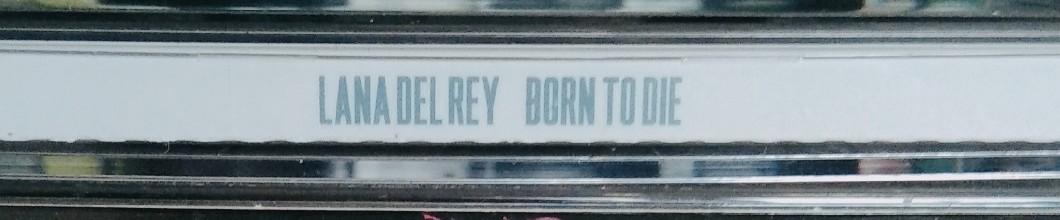 LANA DEL REY BORN TO DIE